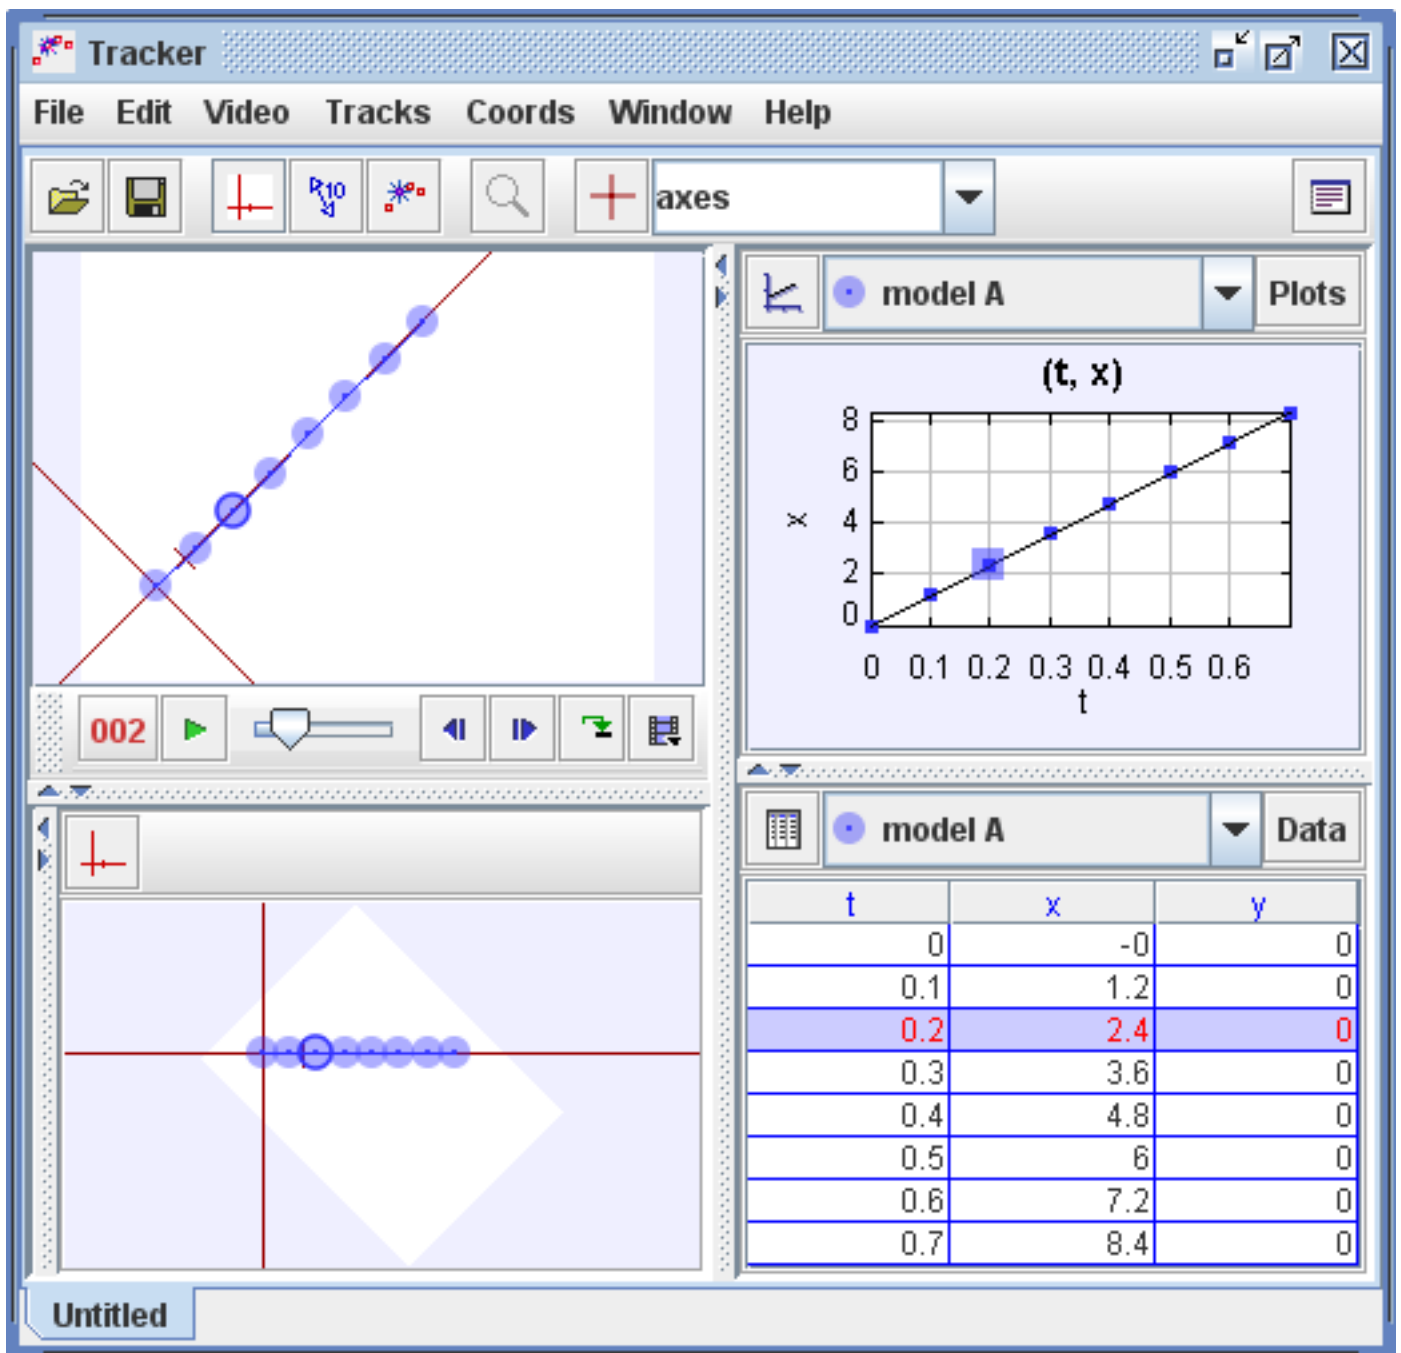 Tracker
File Edit Video Tracks Coords Window Help
10 axes
model A Plots
(t, x)
8
6
x
4
2
0
0 0.1 0.2 0.3 0.4 0.5 0.6
t
002
model A Data
t x y
0 -0 0
0.1 1.2 0
0.2 2.4 0
0.3 3.6 0
0.4 4.8 0
0.5 6 0
0.6 7.2 0
0.7 8.4 0
Untitled